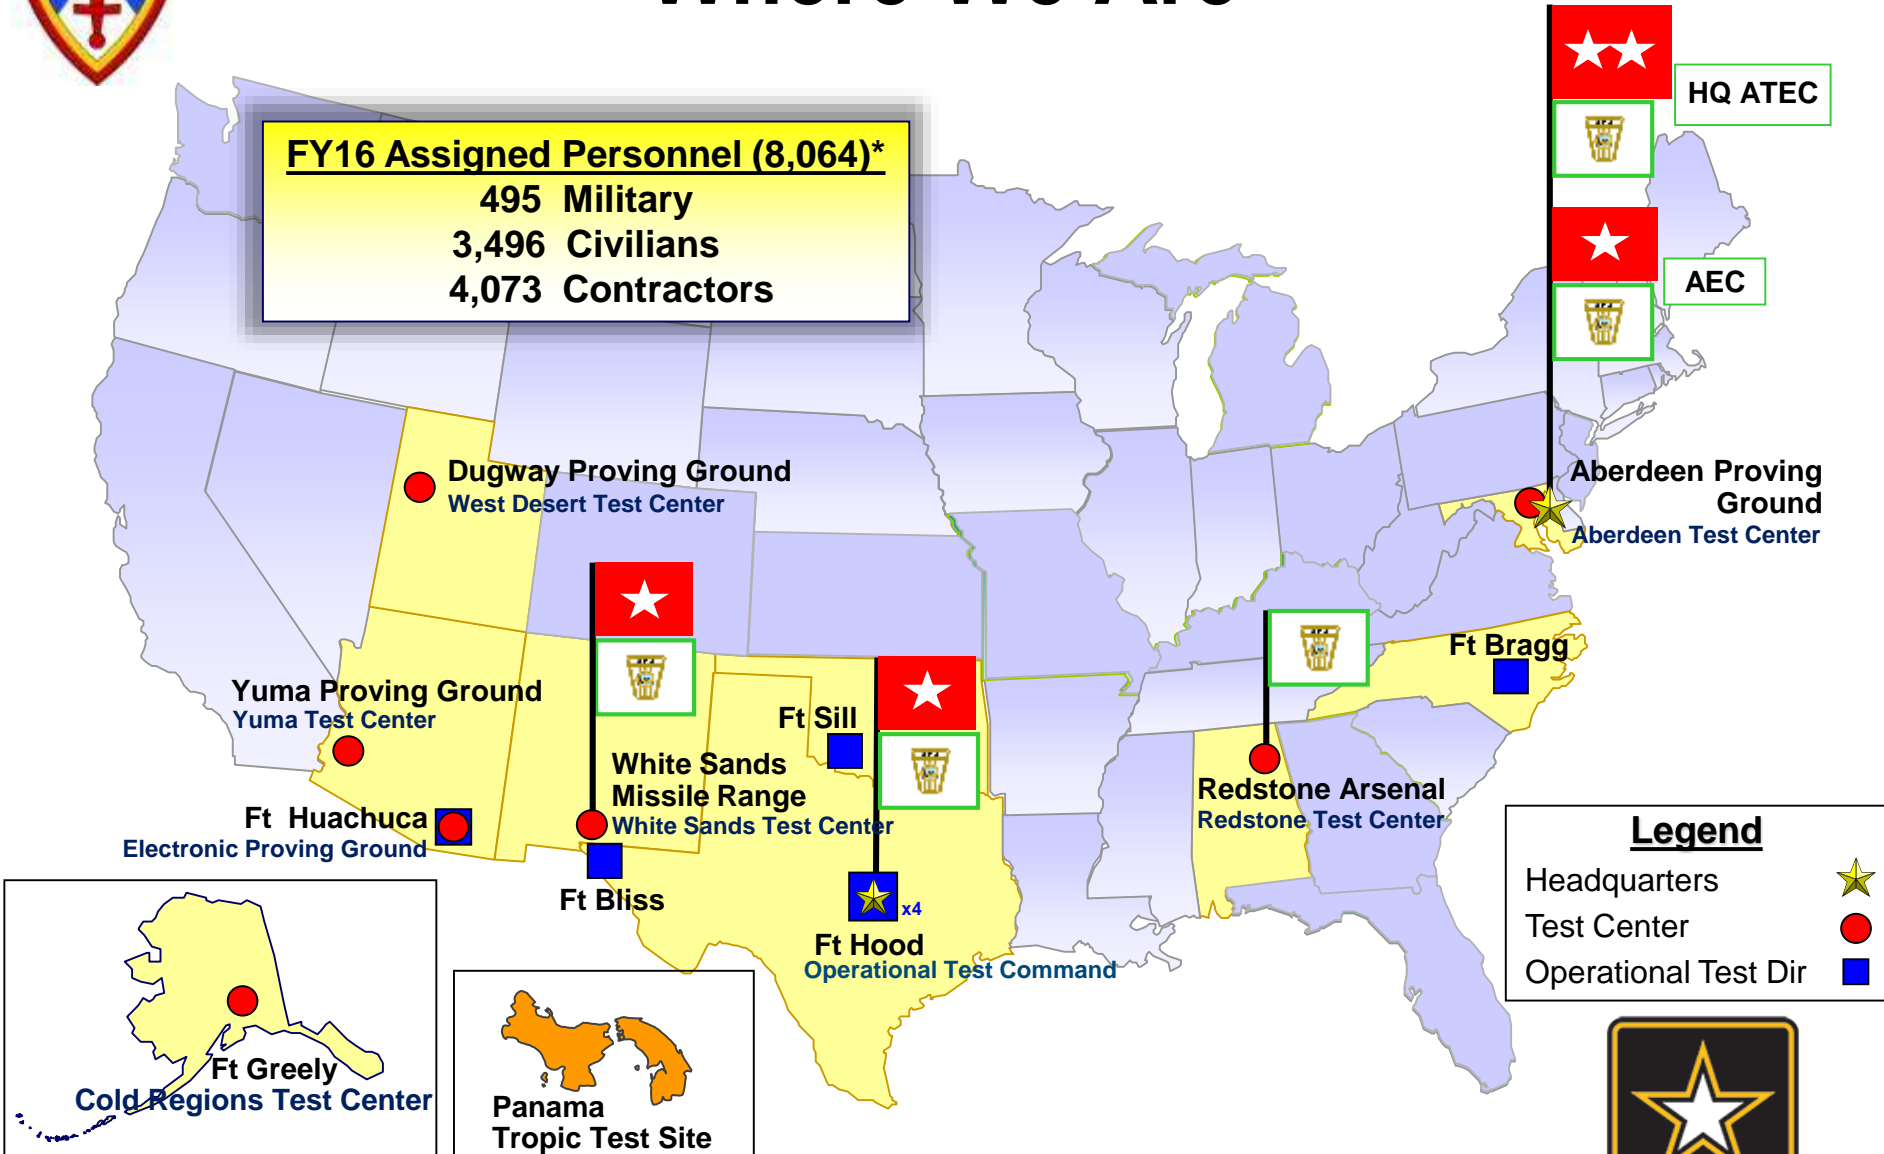 Where We Are
FY16 Assigned Personnel (8,064)*
495 Military
3,496 Civilians
4,073 Contractors
HQ ATEC
AEC
Dugway Proving Ground
West Desert Test Center
Aberdeen Proving
Ground
Aberdeen Test Center
Ft Bragg
Yuma Proving Ground
Yuma Test Center
Ft Sill
White Sands
Missile Range
White Sands Test Center
Redstone Arsenal
Redstone Test Center
Ft Huachuca
Electronic Proving Ground
Ft Bliss
x4
Ft Hood
Operational Test Command
Legend
Headquarters
Test Center
Operational Test Dir
Ft Greely
Cold Regions Test Center
Panama
Tropic Test Site